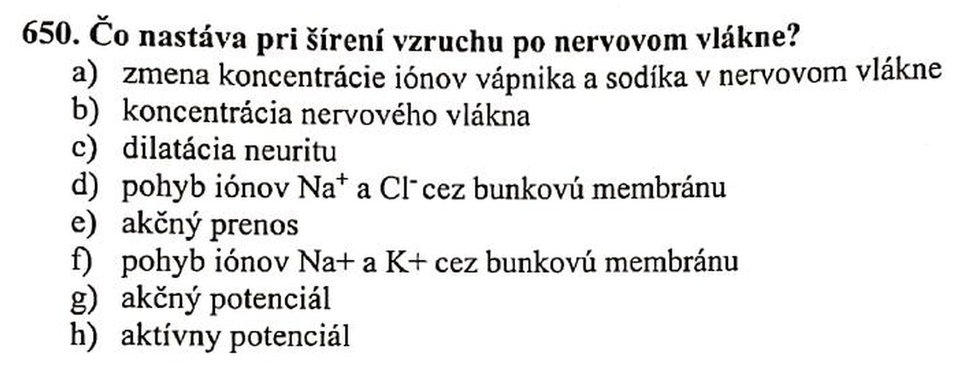 650. Čo nastáva pri šírení vzruchu po nervovom vlákne?
a) zmena koncentrácie iónov vápnika a sodíka v nervovom vlákne
b) koncentrácia nervového vlákna
c) dilatácia neuritu
d) pohyb iónov Na⁺ a Cl⁻ cez bunkovú membránu
e) akčný prenos
f) pohyb iónov Na+ a K+ cez bunkovú membránu
g) akčný potenciál
h) aktívny potenciál